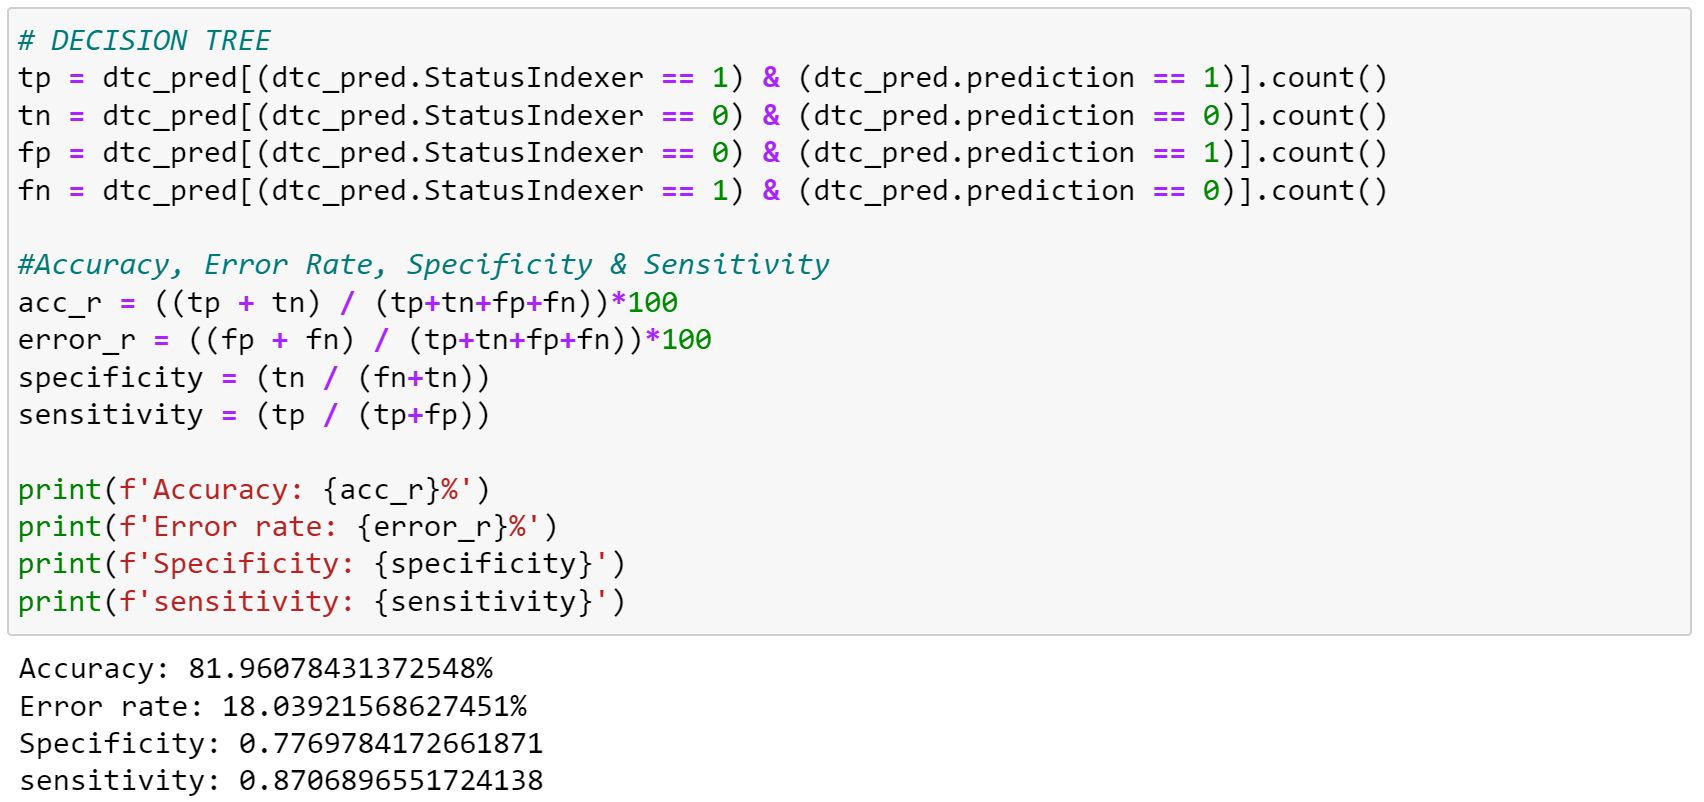 # DECISION TREE
tp = dtc_pred[(dtc_pred.StatusIndexer == 1) & (dtc_pred.prediction == 1)].count()
tn = dtc_pred[(dtc_pred.StatusIndexer == 0) & (dtc_pred.prediction == 0)].count()
fp = dtc_pred[(dtc_pred.StatusIndexer == 0) & (dtc_pred.prediction == 1)].count()
fn = dtc_pred[(dtc_pred.StatusIndexer == 1) & (dtc_pred.prediction == 0)].count()
#Accuracy, Error Rate, Specificity & Sensitivity
acc_r = ((tp + tn) / (tp+tn+fp+fn))*100
error_r = ((fp + fn) / (tp+tn+fp+fn))*100
specificity = (tn / (fn+tn))
sensitivity = (tp / (tp+fp))
print(f'Accuracy: {acc_r}%')
print(f'Error rate: {error_r}%')
print(f'Specificity: {specificity}')
print(f'sensitivity: {sensitivity}')
Accuracy: 81.96078431372548%
Error rate: 18.03921568627451%
Specificity: 0.7769784172661871
sensitivity: 0.8706896551724138